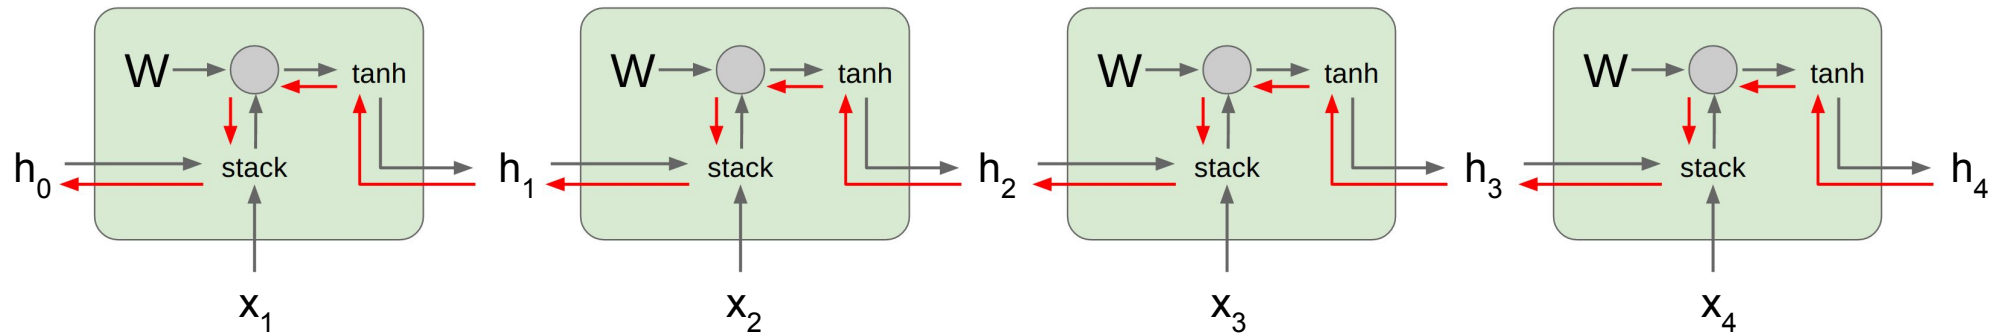 W tanh W tanh W tanh W tanh
h₀ stack h₁ stack h₂ stack h₃ stack h₄
x₁ x₂ x₃ x₄